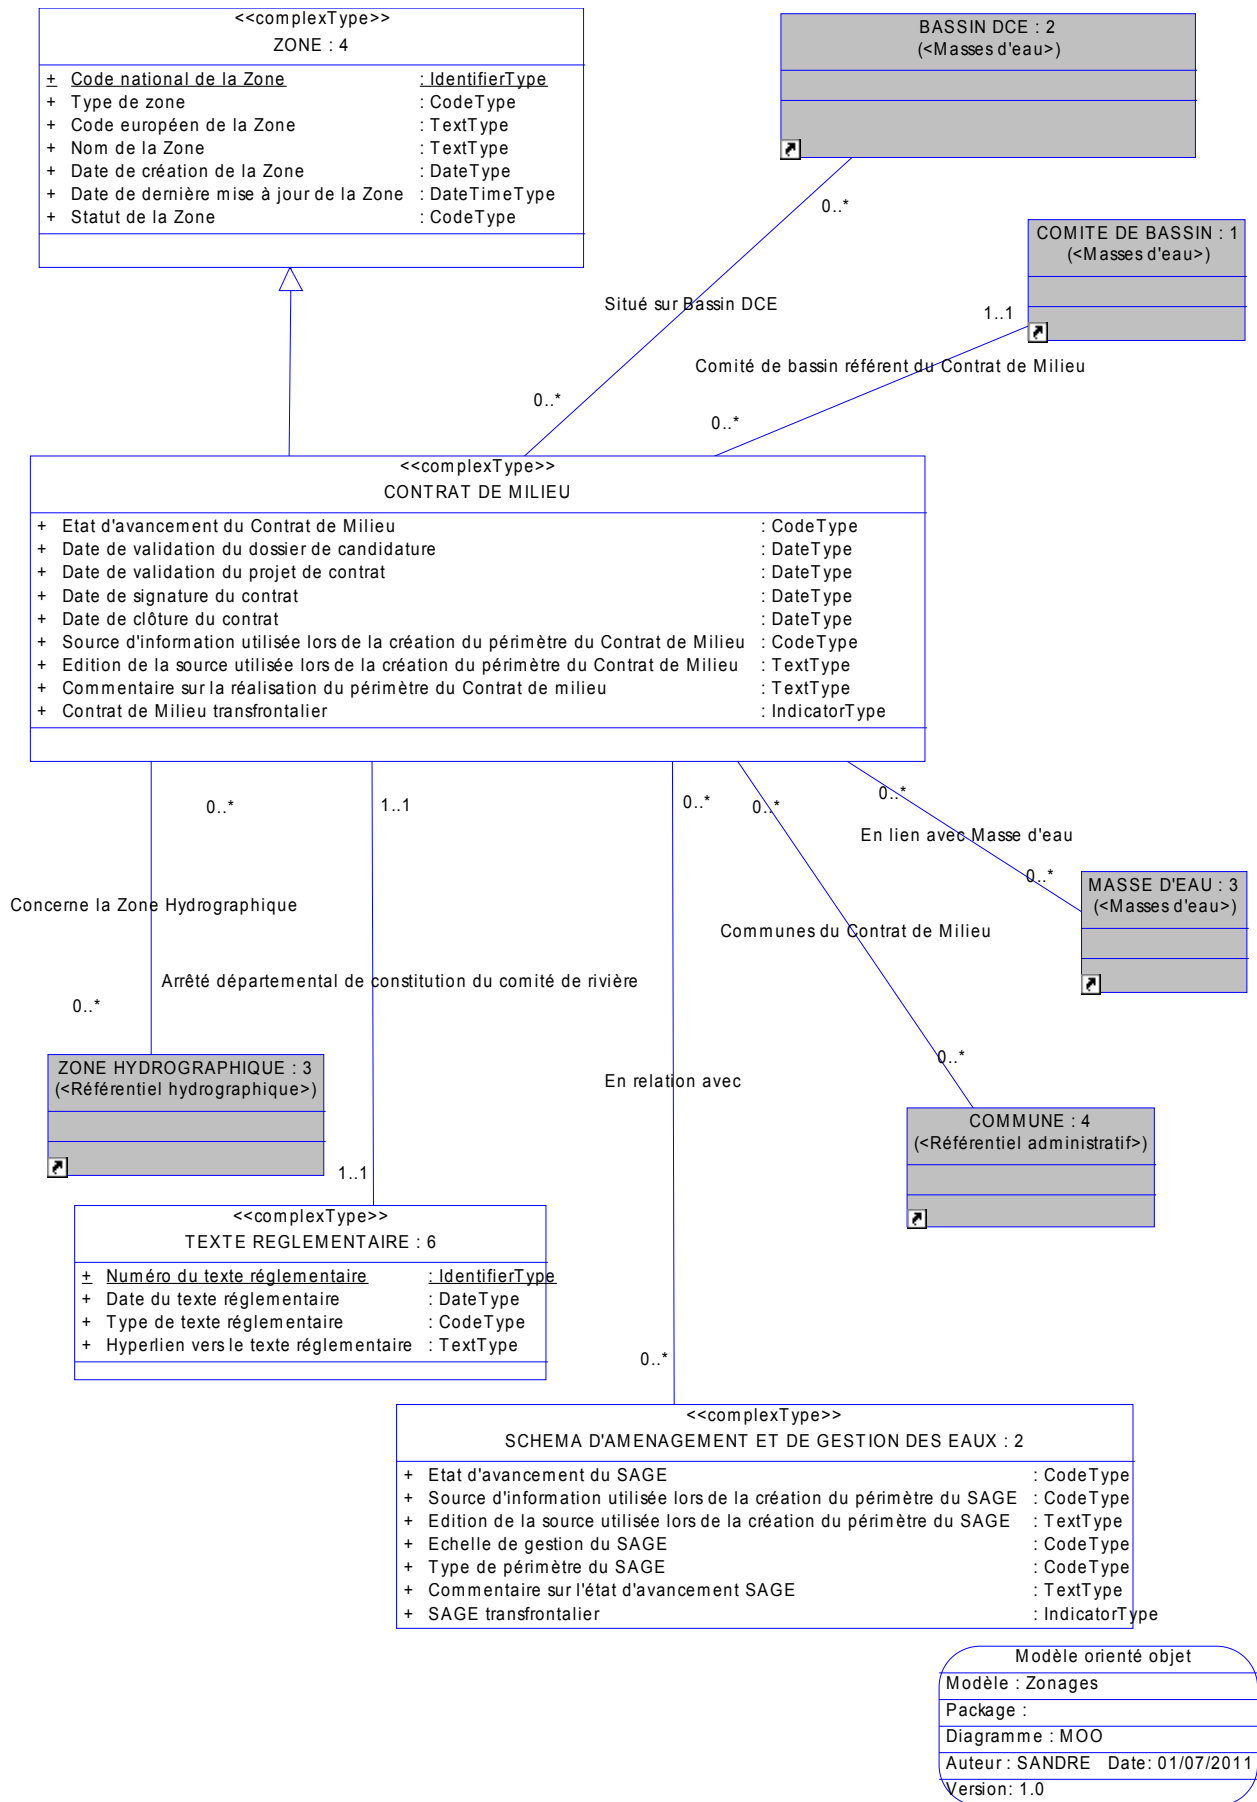 <<complexType>>
ZONE : 4
+ Code national de la Zone : IdentifierType
+ Type de zone : CodeType
+ Code européen de la Zone : TextType
+ Nom de la Zone : TextType
+ Date de création de la Zone : DateType
+ Date de dernière mise à jour de la Zone : DateTimeType
+ Statut de la Zone : CodeType
BASSIN DCE : 2
(<Masses d'eau>)
0..*
COMITE DE BASSIN : 1
(<Masses d'eau>)
Situé sur Bassin DCE
1..1
Comité de bassin référent du Contrat de Milieu
0..*
0..*
<<complexType>>
CONTRAT DE MILIEU
+ Etat d'avancement du Contrat de Milieu : CodeType
+ Date de validation du dossier de candidature : DateType
+ Date de validation du projet de contrat : DateType
+ Date de signature du contrat : DateType
+ Date de clôture du contrat : DateType
+ Source d'information utilisée lors de la création du périmètre du Contrat de Milieu : CodeType
+ Edition de la source utilisée lors de la création du périmètre du Contrat de Milieu : TextType
+ Commentaire sur la réalisation du périmètre du Contrat de milieu : TextType
+ Contrat de Milieu transfrontalier : IndicatorType
0..*
1..1
0..*
0..*
0..*
En lien avec Masse d'eau
0..*
MASSE D'EAU : 3
(<Masses d'eau>)
Concerne la Zone Hydrographique
Communes du Contrat de Milieu
Arrêté départemental de constitution du comité de rivière
0..*
0..*
ZONE HYDROGRAPHIQUE : 3
(<Référentiel hydrographique>)
En relation avec
COMMUNE : 4
(<Référentiel administratif>)
1..1
<<complexType>>
TEXTE REGLEMENTAIRE : 6
+ Numéro du texte réglementaire : IdentifierType
+ Date du texte réglementaire : DateType
+ Type de texte réglementaire : CodeType
+ Hyperlien vers le texte réglementaire : TextType
0..*
<<complexType>>
SCHEMA D'AMENAGEMENT ET DE GESTION DES EAUX : 2
+ Etat d'avancement du SAGE : CodeType
+ Source d'information utilisée lors de la création du périmètre du SAGE : CodeType
+ Edition de la source utilisée lors de la création du périmètre du SAGE : TextType
+ Echelle de gestion du SAGE : CodeType
+ Type de périmètre du SAGE : CodeType
+ Commentaire sur l'état d'avancement SAGE : TextType
+ SAGE transfrontalier : IndicatorType
Modèle orienté objet
Modèle : Zonages
Package :
Diagramme : MOO
Auteur : SANDRE Date: 01/07/2011
Version: 1.0